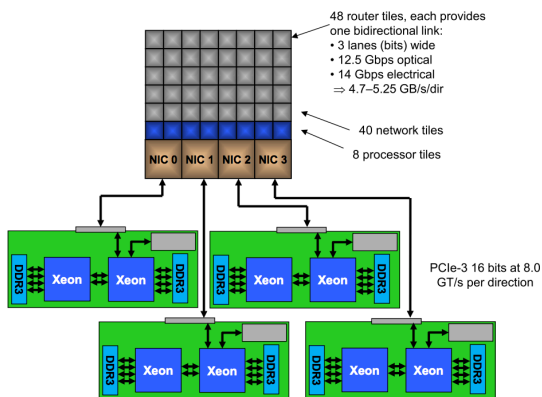 48 router tiles, each provides
one bidirectional link:
• 3 lanes (bits) wide
• 12.5 Gbps optical
• 14 Gbps electrical
⇒ 4.7–5.25 GB/s/dir
40 network tiles
8 processor tiles
NIC 0 NIC 1 NIC 2 NIC 3
DDR3 Xeon Xeon DDR3
DDR3 Xeon Xeon DDR3
PCIe-3 16 bits at 8.0
GT/s per direction
DDR3 Xeon Xeon DDR3
DDR3 Xeon Xeon DDR3